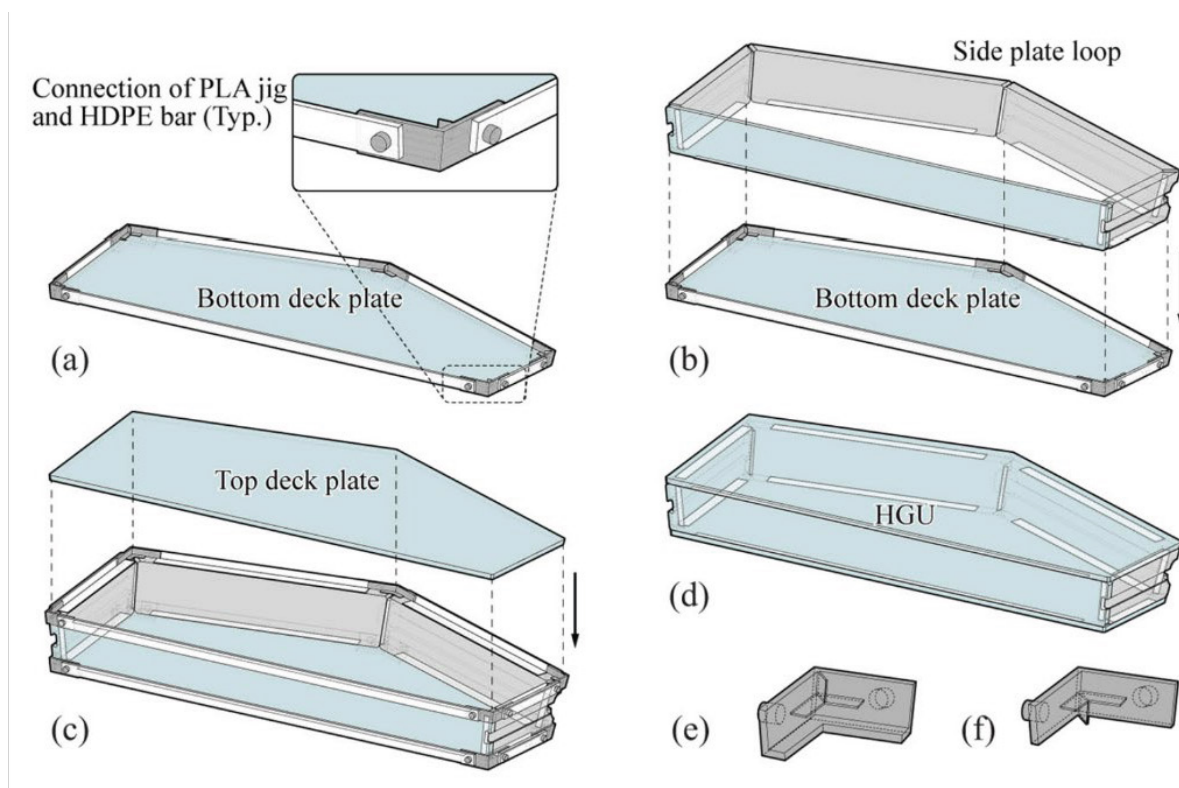 Connection of PLA jig
and HDPE bar (Typ.)
Bottom deck plate
(a)
Side plate loop
Bottom deck plate
(b)
Top deck plate
(c)
HGU
(d)
(e)
(f)